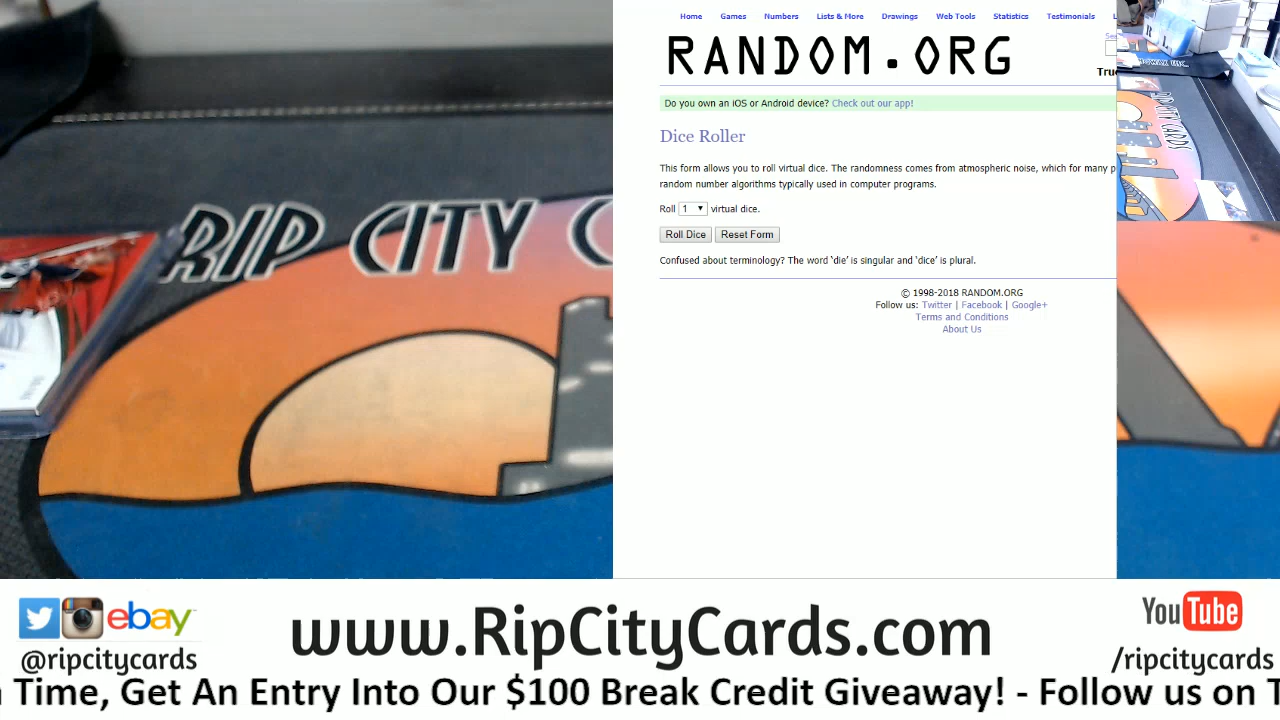 Home Games Numbers Lists & More Drawings Web Tools Statistics Testimonials
RANDOM.ORG
Do you own an iOS or Android device? Check out our app!
Dice Roller
This form allows you to roll virtual dice. The randomness comes from atmospheric noise, which for many
random number algorithms typically used in computer programs.
Roll 1 virtual dice.
Roll Dice Reset Form
Confused about terminology? The word 'die' is singular and 'dice' is plural.
© 1998-2018 RANDOM.ORG
Follow us: Twitter | Facebook | Google+
Terms and Conditions
About Us
RIP CITY C
RIP CITY CARDS
ebay
@ripcitycards
www.RipCityCards.com
YouTube
/ripcitycards
Time, Get An Entry Into Our $100 Break Credit Giveaway! - Follow us on T